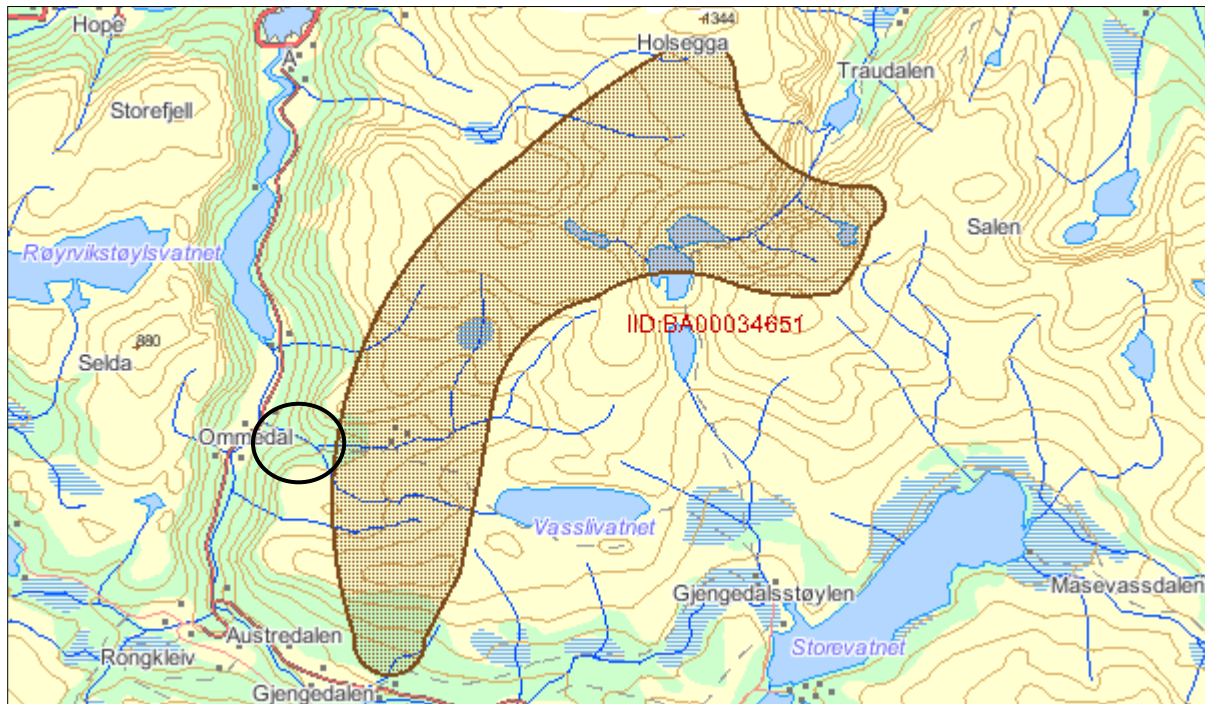 Hope
1344
Holsegga
A
Traudalen
Storefjell
Salen
Røyrvikstøylsvatnet
IID:BA00034651
880
Selda
Ommedal
Vasslivatnet
Masevassdalen
Gjengedalsstøylen
Austredalen
Storevatnet
Rongkleiv
Gjengedalen